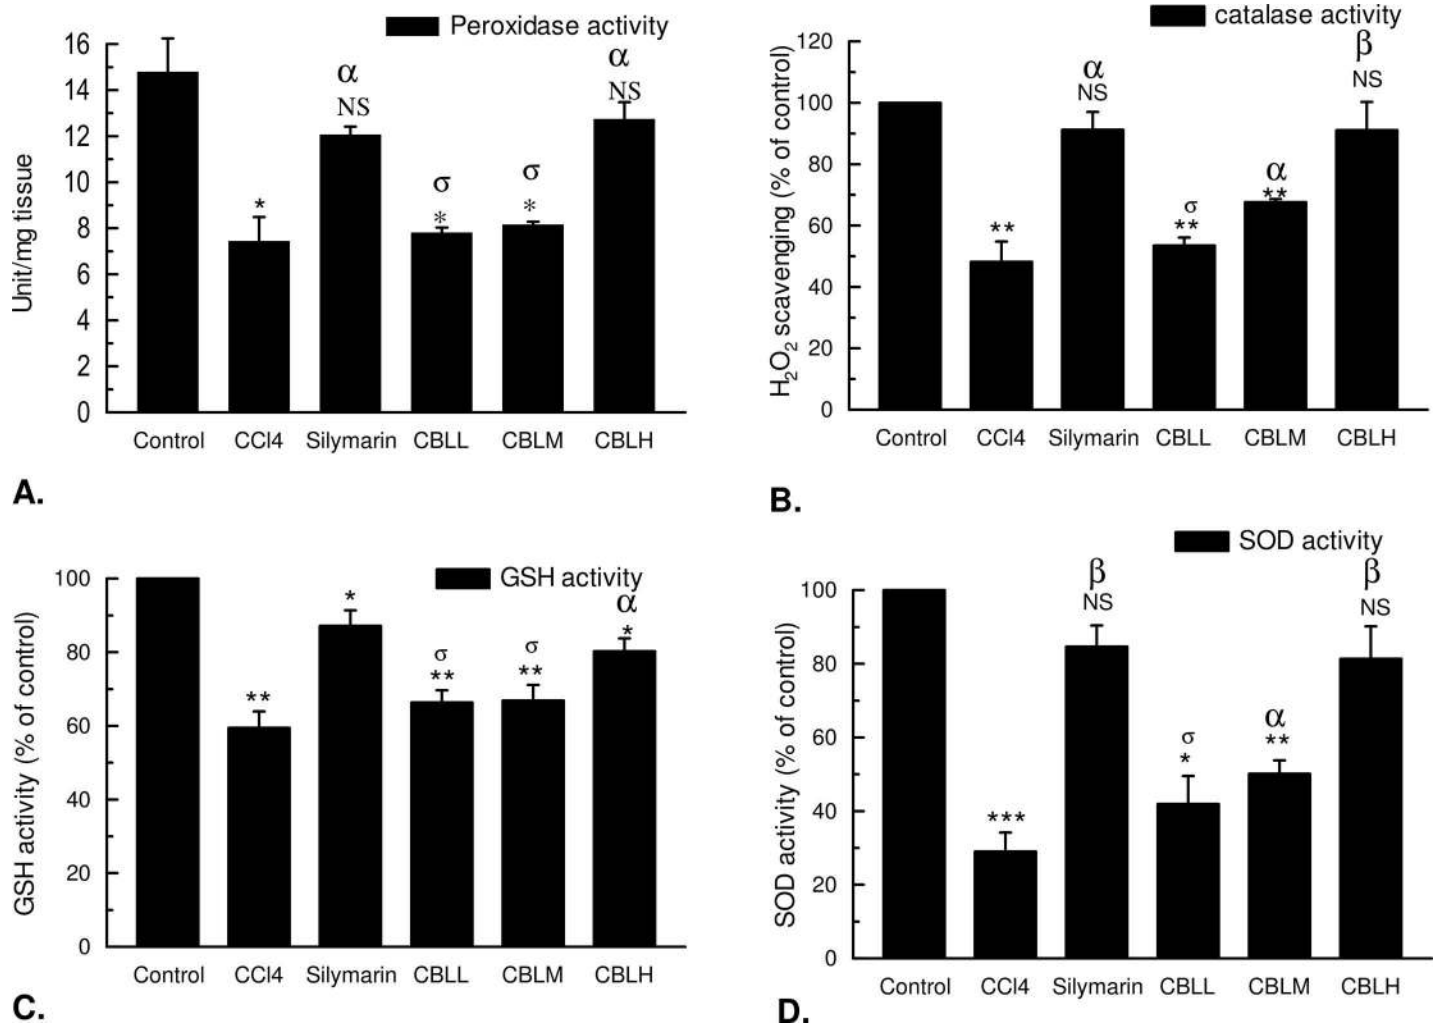 Peroxidase activity
16
14
12
10
8
6
4
2
0
Unit/mg tissue
*
α
NS
σ
*
σ
*
α
NS
Control CCl4 Silymarin CBLL CBLM CBLH
A.
catalase activity
120
100
80
60
40
20
0
H2O2 scavenging (% of control)
**
α
NS
σ
**
α
**
β
NS
Control CCl4 Silymarin CBLL CBLM CBLH
B.
GSH activity
100
80
60
40
20
0
GSH activity (% of control)
**
*
σ
**
σ
**
α
*
Control CCl4 Silymarin CBLL CBLM CBLH
C.
SOD activity
100
80
60
40
20
0
SOD activity (% of control)
***
β
NS
σ
*
α
**
β
NS
Control CCl4 Silymarin CBLL CBLM CBLH
D.